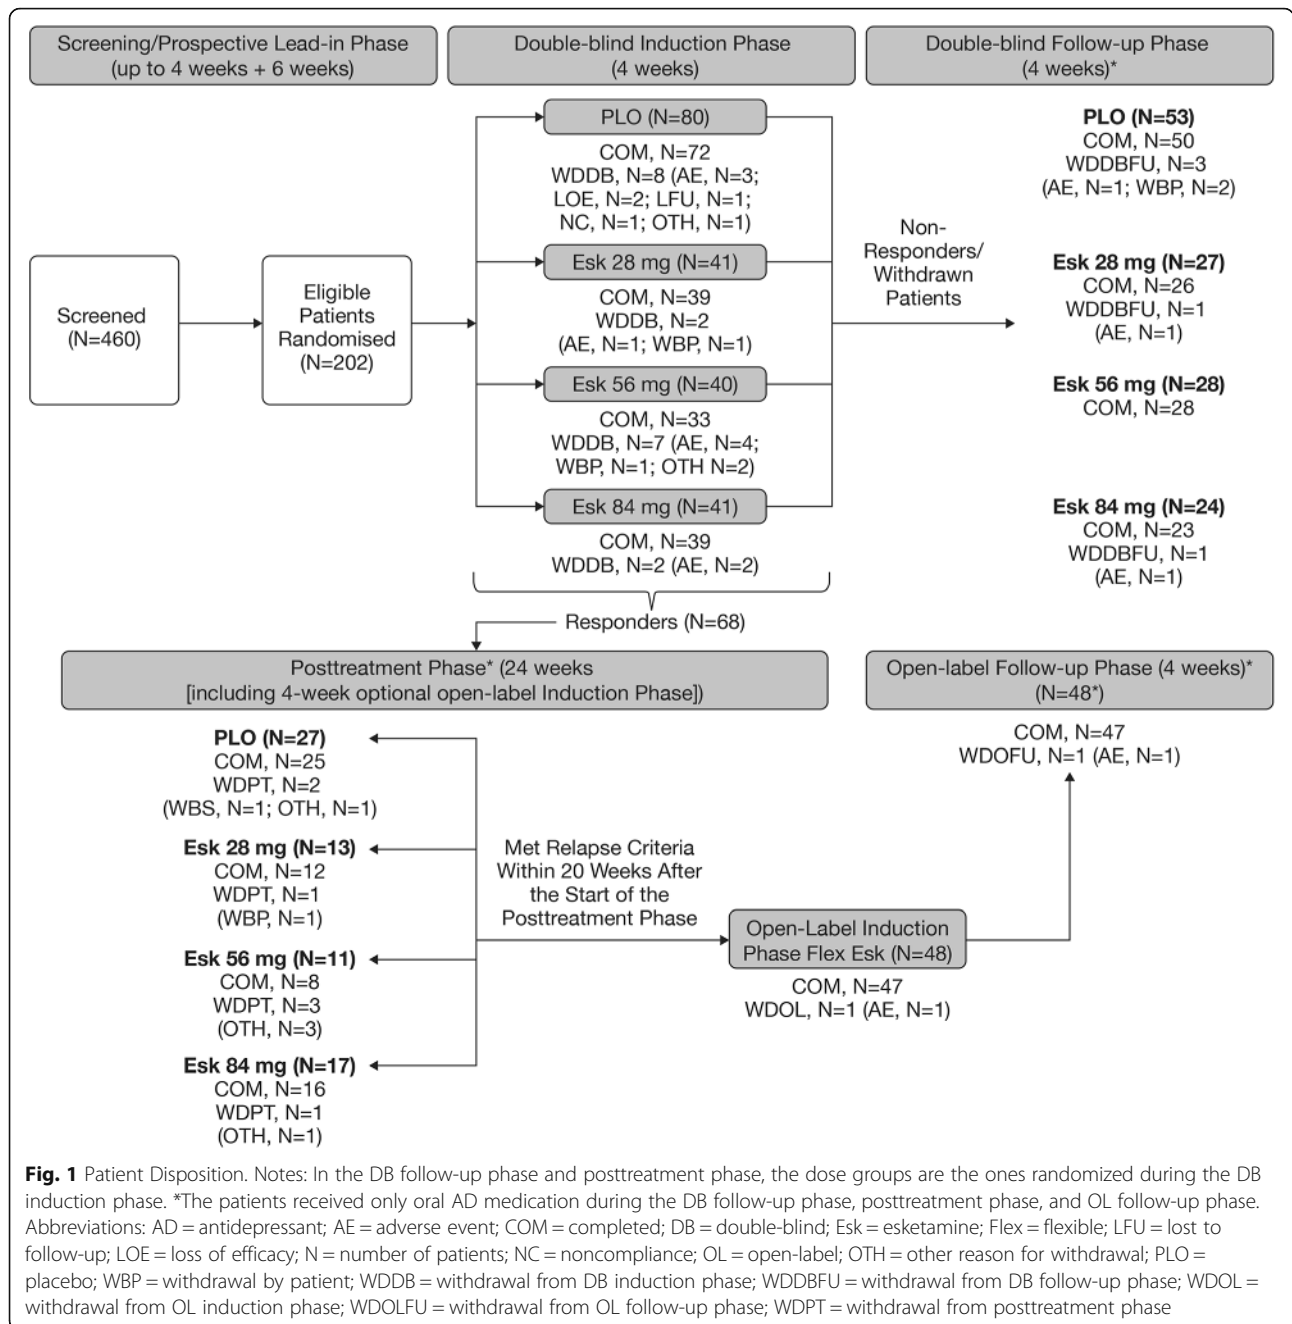 Screening/Prospective Lead-in Phase
(up to 4 weeks + 6 weeks)
Double-blind Induction Phase
(4 weeks)
Double-blind Follow-up Phase
(4 weeks)*
Screened
(N=460)
Eligible
Patients
Randomised
(N=202)
PLO (N=80)
COM, N=72
WDDB, N=8 (AE, N=3;
LOE, N=2; LFU, N=1;
NC, N=1; OTH, N=1)
Esk 28 mg (N=41)
COM, N=39
WDDB, N=2
(AE, N=1; WBP, N=1)
Esk 56 mg (N=40)
COM, N=33
WDDB, N=7 (AE, N=4;
WBP, N=1; OTH N=2)
Esk 84 mg (N=41)
COM, N=39
WDDB, N=2 (AE, N=2)
Non-
Responders/
Withdrawn
Patients
PLO (N=53)
COM, N=50
WDDBFU, N=3
(AE, N=1; WBP, N=2)
Esk 28 mg (N=27)
COM, N=26
WDDBFU, N=1
(AE, N=1)
Esk 56 mg (N=28)
COM, N=28
Esk 84 mg (N=24)
COM, N=23
WDDBFU, N=1
(AE, N=1)
Responders (N=68)
Posttreatment Phase* (24 weeks
[including 4-week optional open-label Induction Phase])
PLO (N=27)
COM, N=25
WDPT, N=2
(WBS, N=1; OTH, N=1)
Esk 28 mg (N=13)
COM, N=12
WDPT, N=1
(WBP, N=1)
Esk 56 mg (N=11)
COM, N=8
WDPT, N=3
(OTH, N=3)
Esk 84 mg (N=17)
COM, N=16
WDPT, N=1
(OTH, N=1)
Met Relapse Criteria
Within 20 Weeks After
the Start of the
Posttreatment Phase
Open-Label Induction
Phase Flex Esk (N=48)
COM, N=47
WDOL, N=1 (AE, N=1)
Open-label Follow-up Phase (4 weeks)*
(N=48*)
COM, N=47
WDOFU, N=1 (AE, N=1)
Fig. 1 Patient Disposition. Notes: In the DB follow-up phase and posttreatment phase, the dose groups are the ones randomized during the DB
induction phase. *The patients received only oral AD medication during the DB follow-up phase, posttreatment phase, and OL follow-up phase.
Abbreviations: AD = antidepressant; AE = adverse event; COM = completed; DB = double-blind; Esk = esketamine; Flex = flexible; LFU = lost to
follow-up; LOE = loss of efficacy; N = number of patients; NC = noncompliance; OL = open-label; OTH = other reason for withdrawal; PLO =
placebo; WBP = withdrawal by patient; WDDB = withdrawal from DB induction phase; WDDBFU = withdrawal from DB follow-up phase; WDOL =
withdrawal from OL induction phase; WDOLFU = withdrawal from OL follow-up phase; WDPT = withdrawal from posttreatment phase